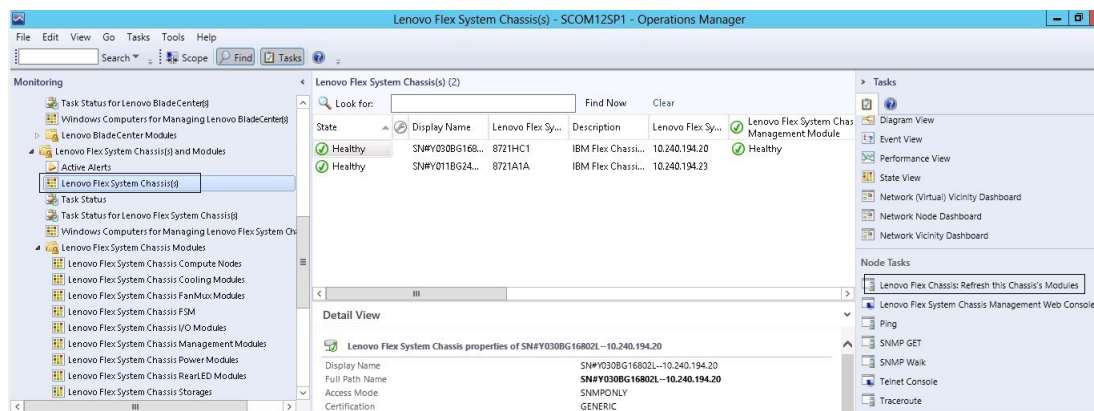 Lenovo Flex System Chassis(s) - SCOM12SP1 - Operations Manager
File Edit View Go Tasks Tools Help
Search Scope Find Tasks
Monitoring
Task Status for Lenovo BladeCenter(s)
Windows Computers for Managing Lenovo BladeCenter(s)
Lenovo BladeCenter Modules
Lenovo Flex System Chassis(s) and Modules
Active Alerts
Lenovo Flex System Chassis(s)
Task Status
Task Status for Lenovo Flex System Chassis(s)
Windows Computers for Managing Lenovo Flex System Ch
Lenovo Flex System Chassis Modules
Lenovo Flex System Chassis Compute Nodes
Lenovo Flex System Chassis Cooling Modules
Lenovo Flex System Chassis FanMux Modules
Lenovo Flex System Chassis FSM
Lenovo Flex System Chassis I/O Modules
Lenovo Flex System Chassis Management Modules
Lenovo Flex System Chassis Power Modules
Lenovo Flex System Chassis RearLED Modules
Lenovo Flex System Chassis Storages
Lenovo Flex System Chassis(s) (2)
Look for: Find Now Clear
State Display Name Lenovo Flex Sy... Description Lenovo Flex Sy... Lenovo Flex System Chas
Management Module
Healthy SN#Y030BG168... 8721HC1 IBM Flex Chassi... 10.240.194.20 Healthy
Healthy SN#Y011BG24... 8721A1A IBM Flex Chassi... 10.240.194.23
Detail View
Lenovo Flex System Chassis properties of SN#Y030BG16802L--10.240.194.20
Display Name SN#Y030BG16802L--10.240.194.20
Full Path Name SN#Y030BG16802L--10.240.194.20
Access Mode SNMPONLY
Certification GENERIC
Tasks
Diagram View
Event View
Performance View
State View
Network (Virtual) Vicinity Dashboard
Network Node Dashboard
Network Vicinity Dashboard
Node Tasks
Lenovo Flex Chassis: Refresh this Chassis's Modules
Lenovo Flex System Chassis Management Web Console
Ping
SNMP GET
SNMP Walk
Telnet Console
Traceroute